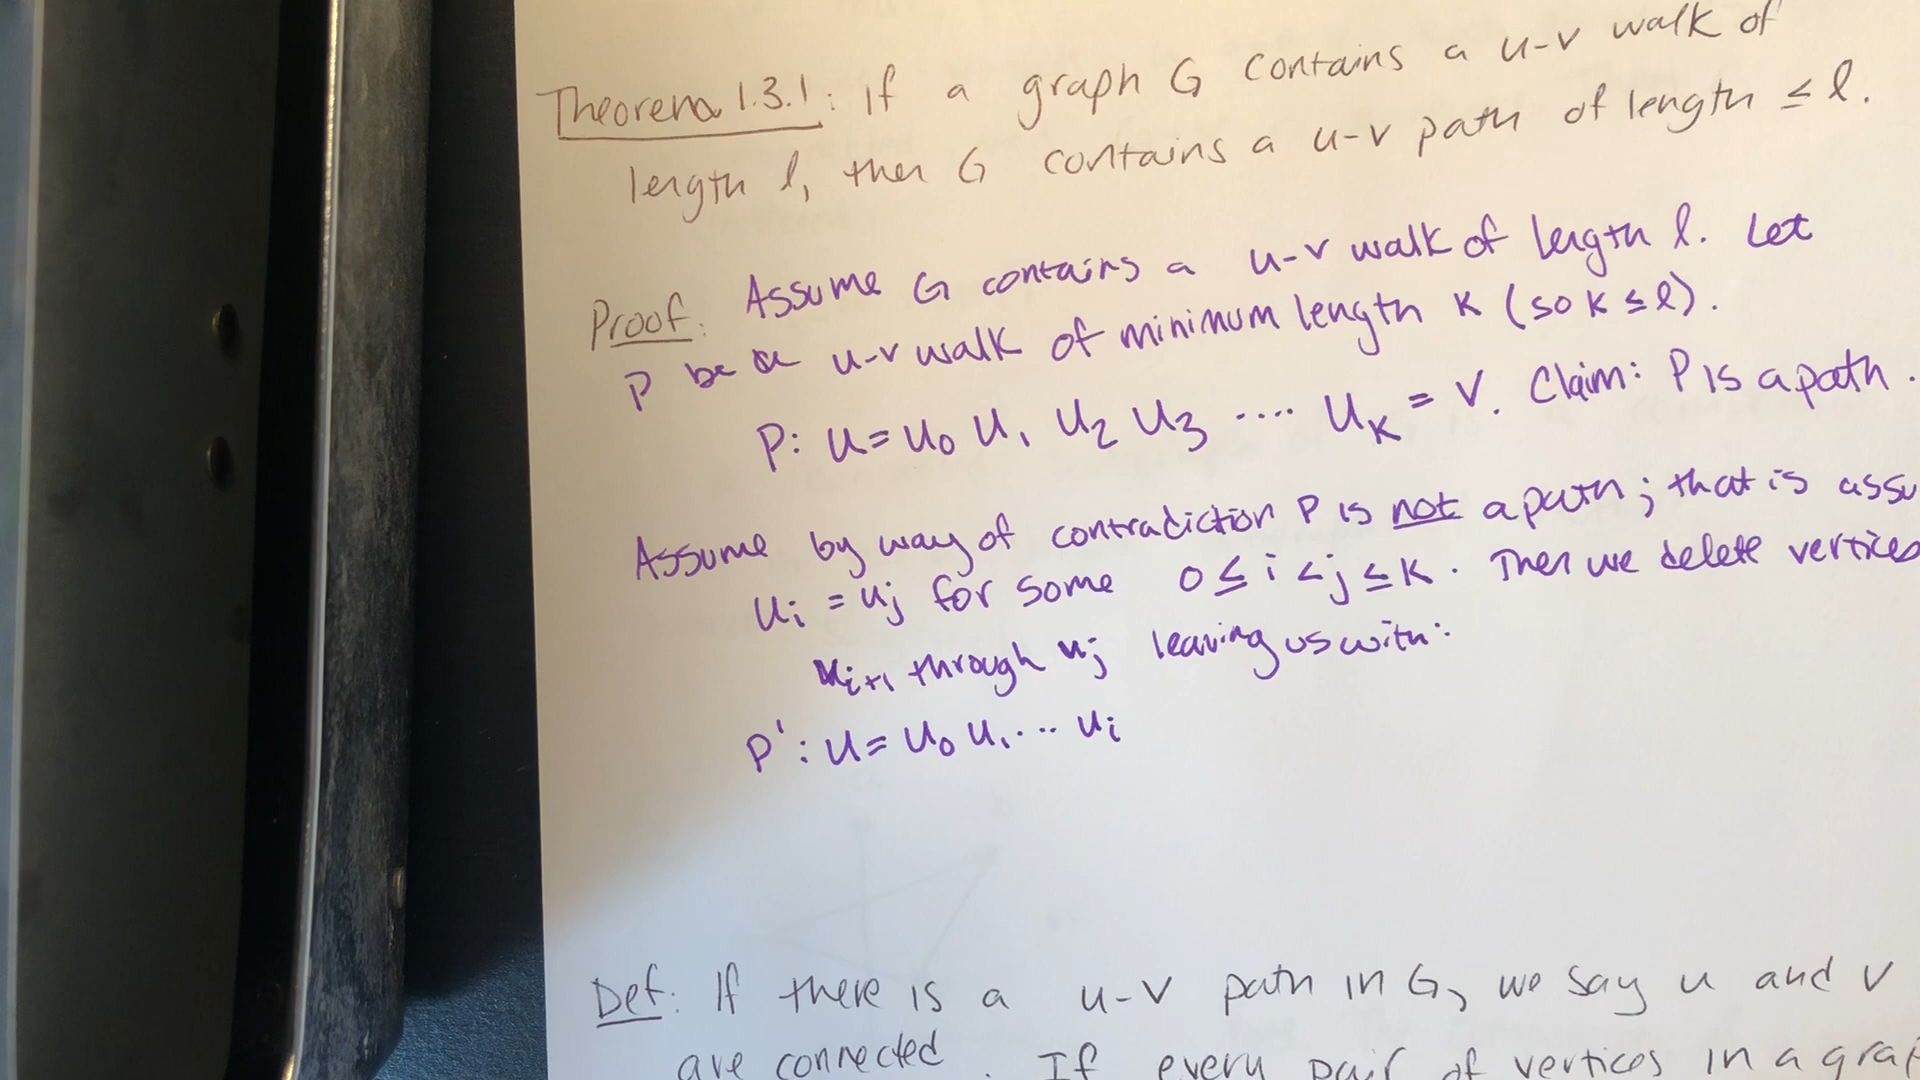 Theorem 1.3.1: If a graph G contains a u-v walk of
length l, then G contains a u-v path of length ≤ l.
Proof: Assume G contains a u-v walk of length l. Let
P be a u-v walk of minimum length k (so k ≤ l).
P: u = u₀ u₁ u₂ u₃ .... uₖ = v. Claim: P is a path.
Assume by way of contradiction P is not a path; that is assu
uᵢ = uⱼ for some 0 ≤ i < j ≤ k. Then we delete vertices
uᵢ₊₁ through uⱼ leaving us with:
P': u = u₀ u₁ ... uᵢ
Def: If there is a u-v path in G, we say u and v
are connected. If every pair of vertices in a grap